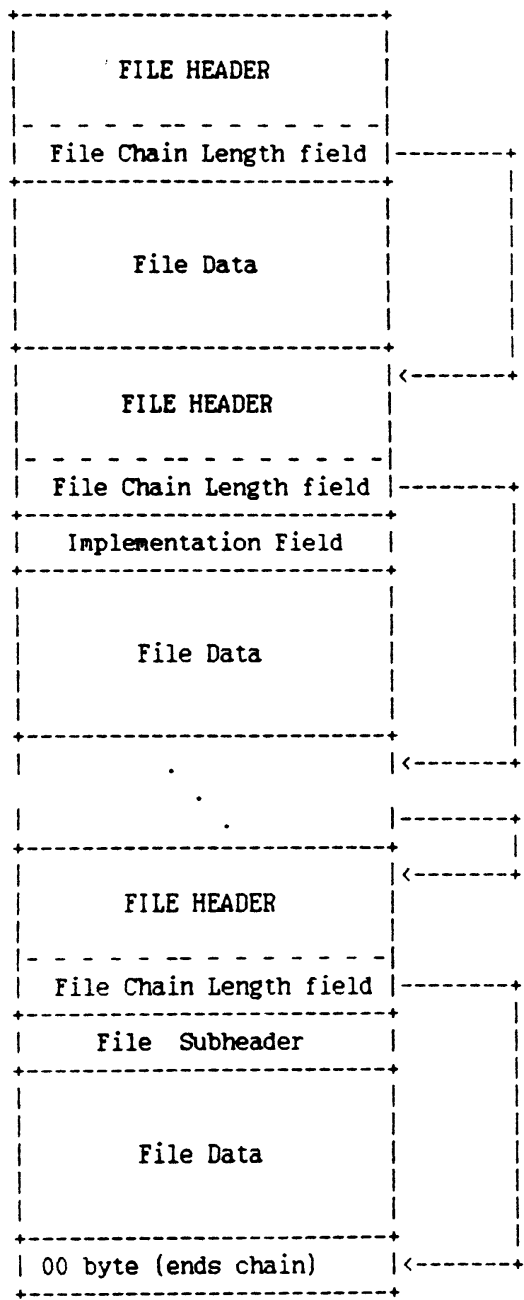 FILE HEADER
File Chain Length field
File Data
FILE HEADER
File Chain Length field
Implementation Field
File Data
.
.
.
FILE HEADER
File Chain Length field
File Subheader
File Data
00 byte (ends chain)